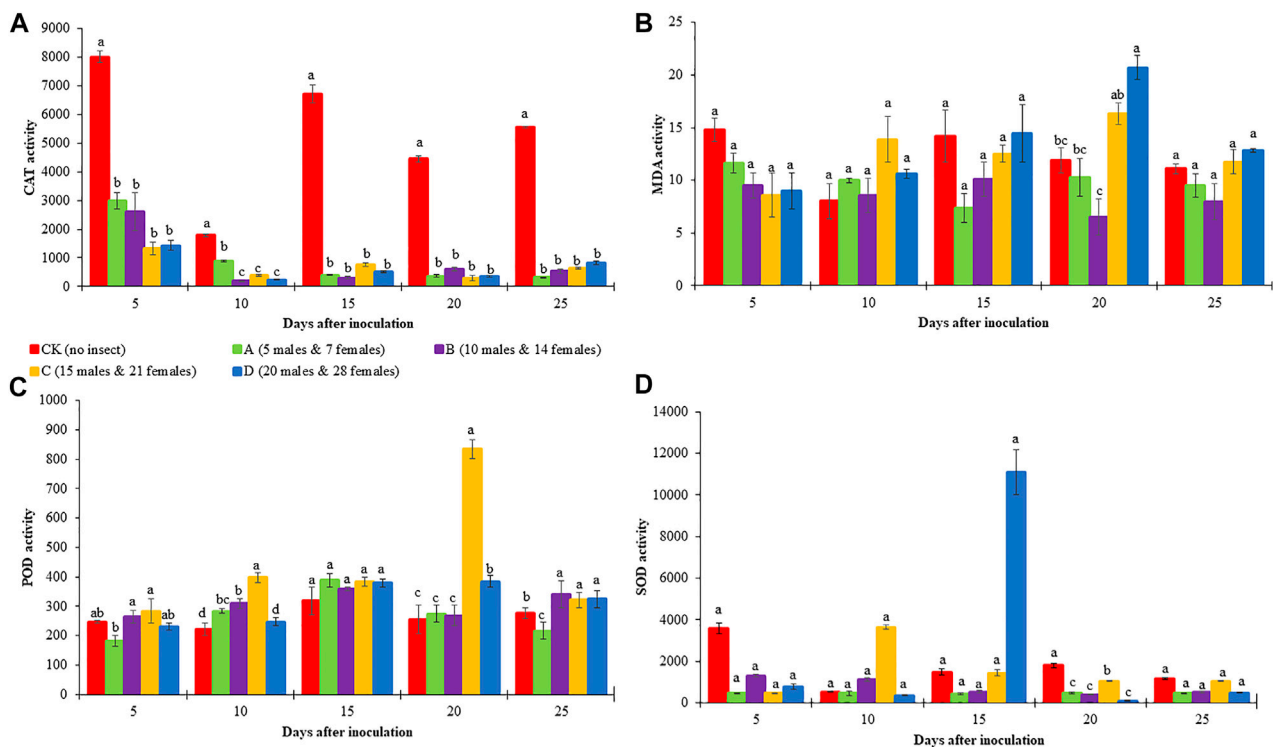 A
CAT activity
9000
8000
7000
6000
5000
4000
3000
2000
1000
0
a b b b b
a b c c c
a b b b b
a b b b b
a b b b b
5 10 15 20 25
Days after inoculation
B
MDA activity
25
20
15
10
5
0
a a a a a
a a a a a
a a a a a
bc bc c ab a
a a a a a
5 10 15 20 25
Days after inoculation
CK (no insect) A (5 males & 7 females) B (10 males & 14 females)
C (15 males & 21 females) D (20 males & 28 females)
C
POD activity
1000
900
800
700
600
500
400
300
200
100
0
ab b a a ab
d bc b a d
a a a a a
c c c a b
b c a a a
5 10 15 20 25
Days after inoculation
D
SOD activity
14000
12000
10000
8000
6000
4000
2000
0
a a a a a
a a a a a
a a a a a
a c c b c
a a a a a
5 10 15 20 25
Days after inoculation